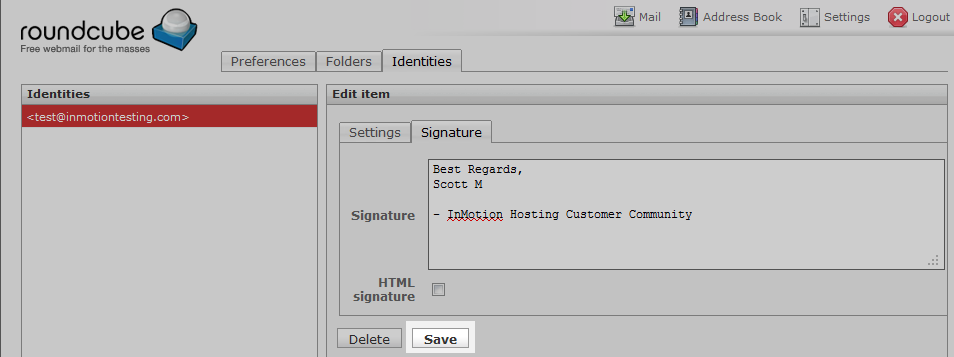 roundcube
Free webmail for the masses
Mail
Address Book
Settings
Logout
Preferences
Folders
Identities
Identities
<test@inmotiontesting.com>
Edit item
Settings
Signature
Signature
Best Regards,
Scott M
- InMotion Hosting Customer Community
HTML
signature
Delete
Save